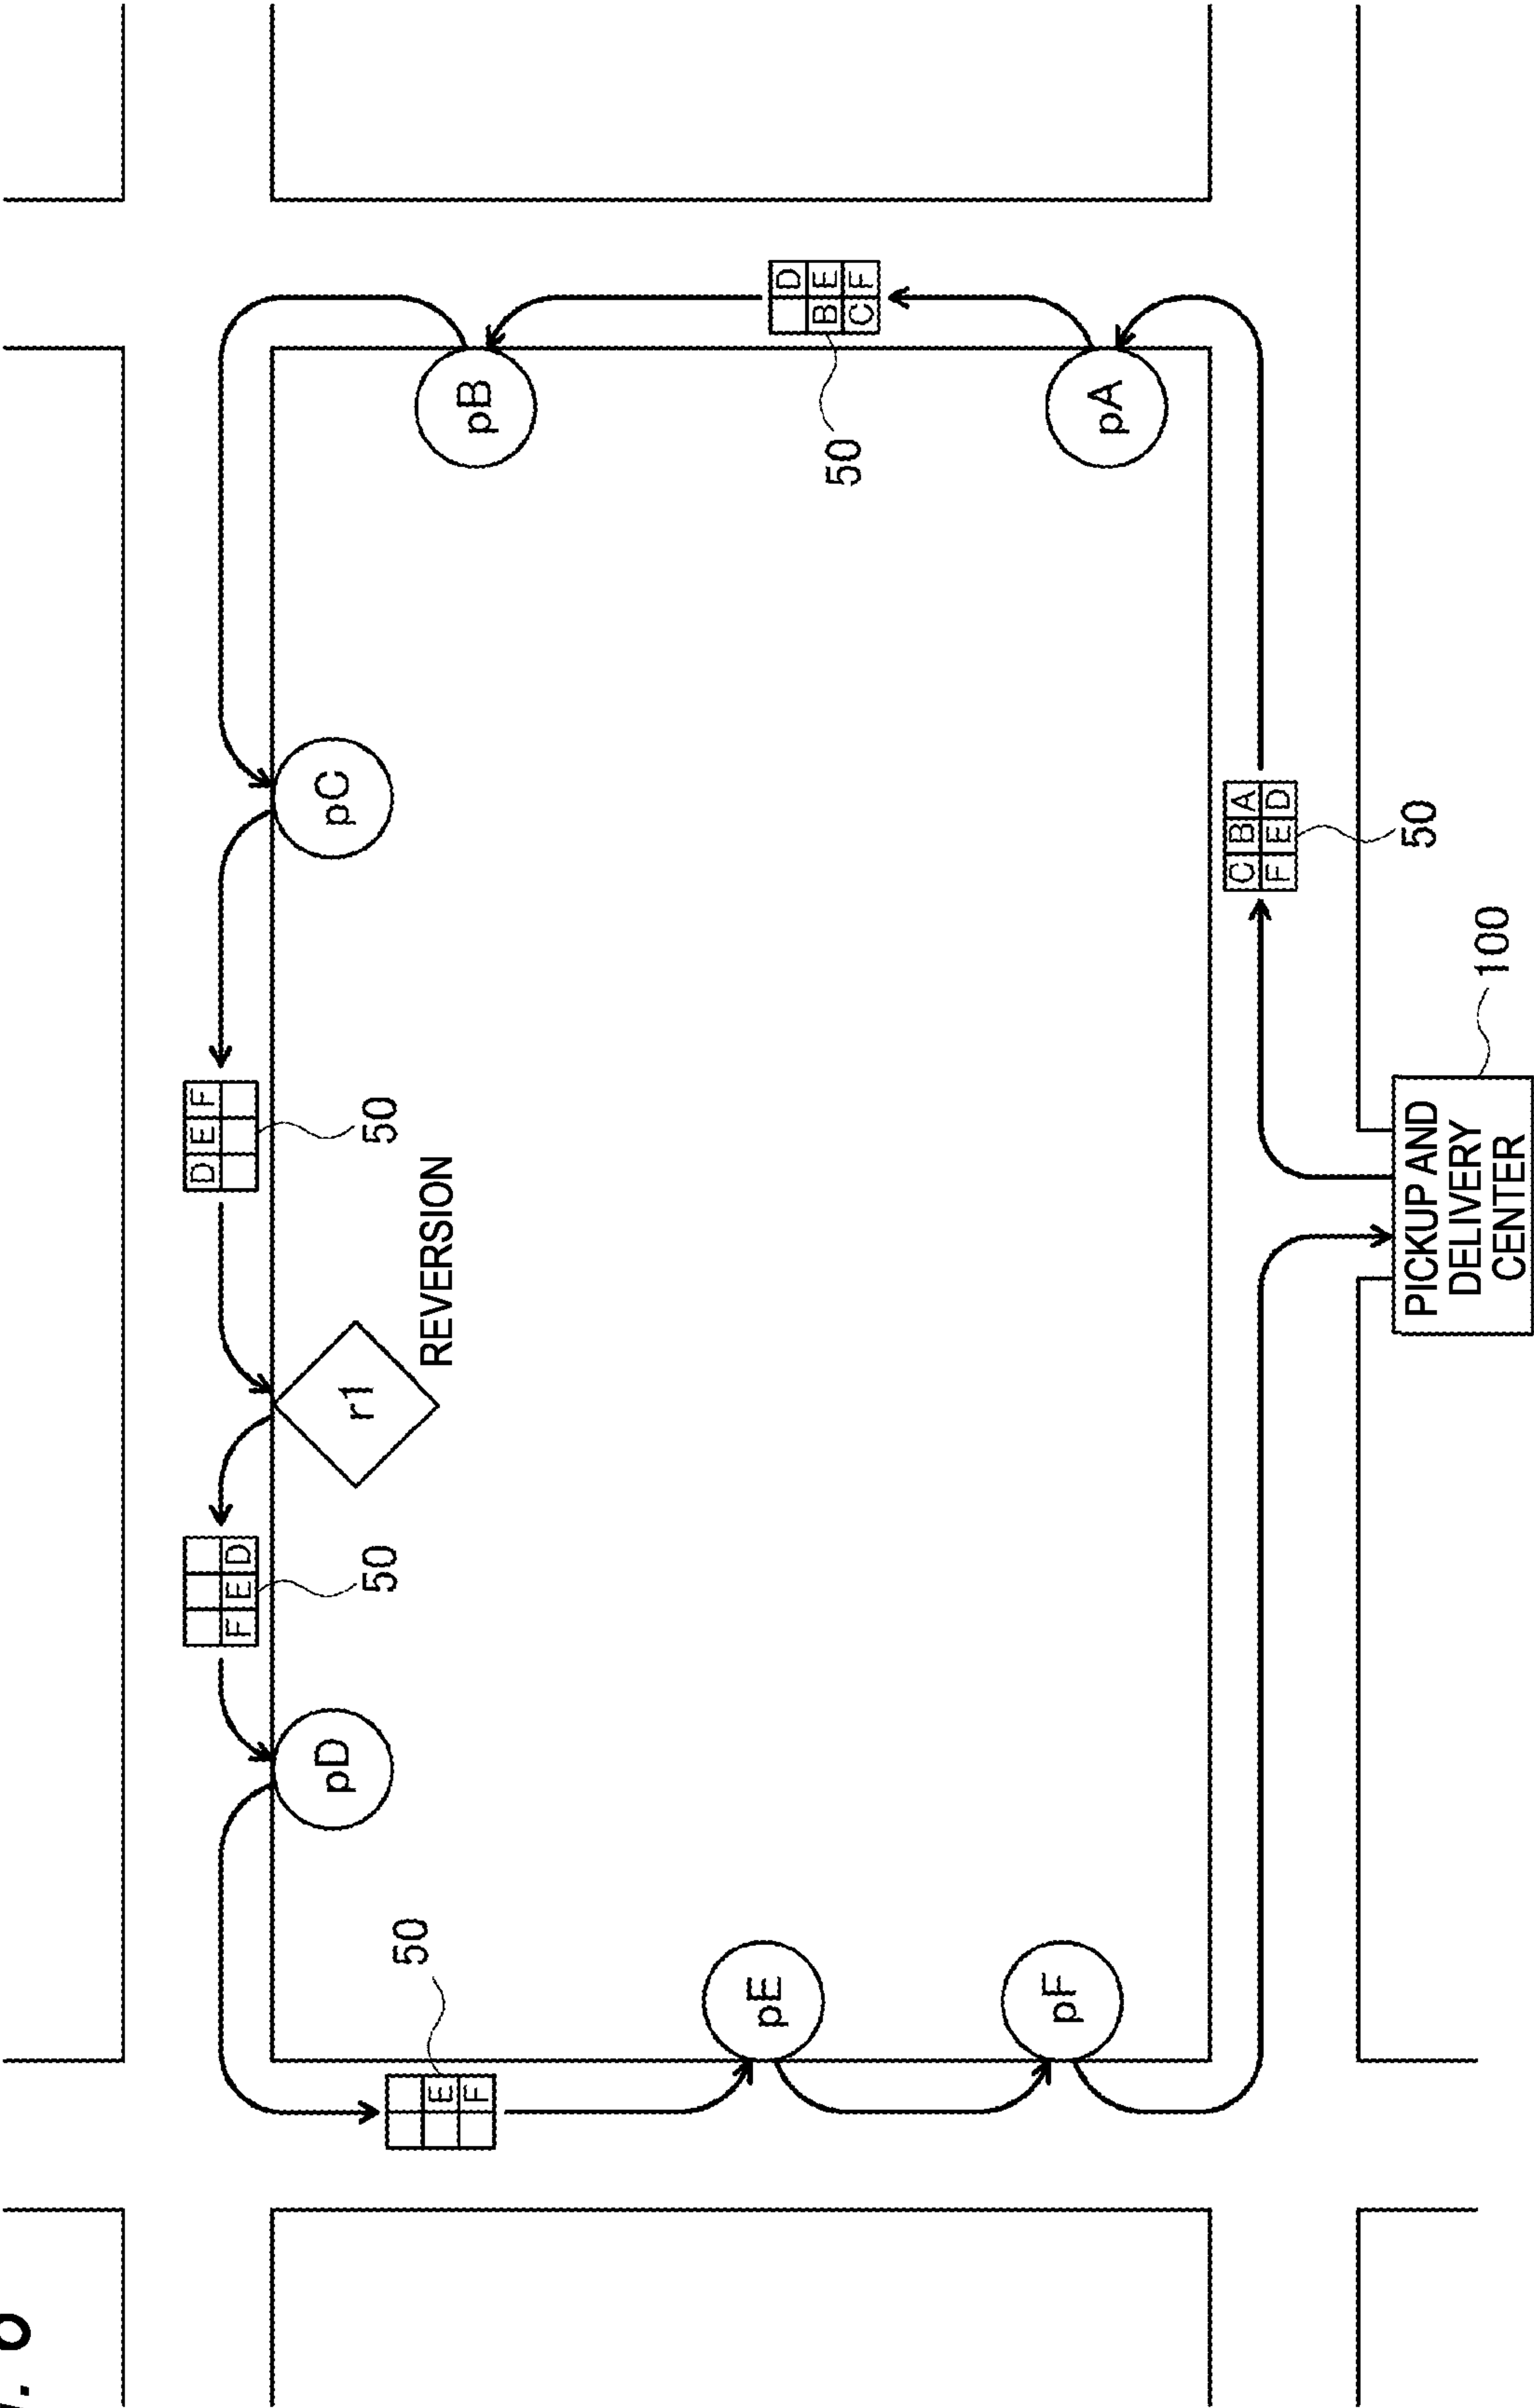 D E F
F E D
pD
r1
pC
50
50
50
REVERSION
E
F
pB
pE
D
B E
C F
50
pF
pA
C B A
F E D
50
PICKUP AND
DELIVERY
CENTER
100